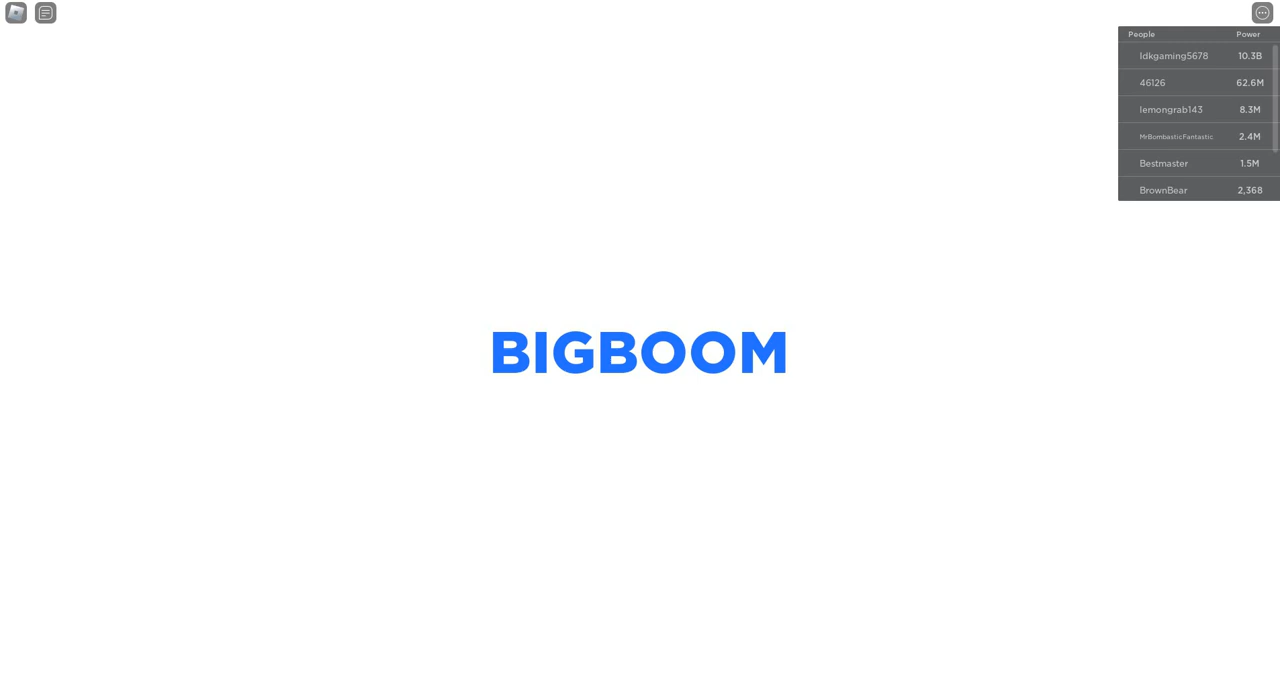 People Power
Idkgaming5678 10.3B
46126 62.6M
lemongrab143 8.3M
MrBombasticFantastic 2.4M
Bestmaster 1.5M
BrownBear 2,368
BIGBOOM